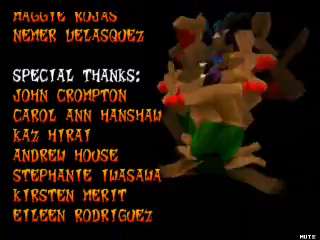 MAGGIE ROJAS
NEMER VELASQUEZ
SPECIAL THANKS:
JOHN CROMPTON
CAROL ANN HANSHAW
KAZ HIRAI
ANDREW HOUSE
STEPHANIE IWASAWA
KIRSTEN MERIT
EILEEN RODRIGUEZ
MUTE